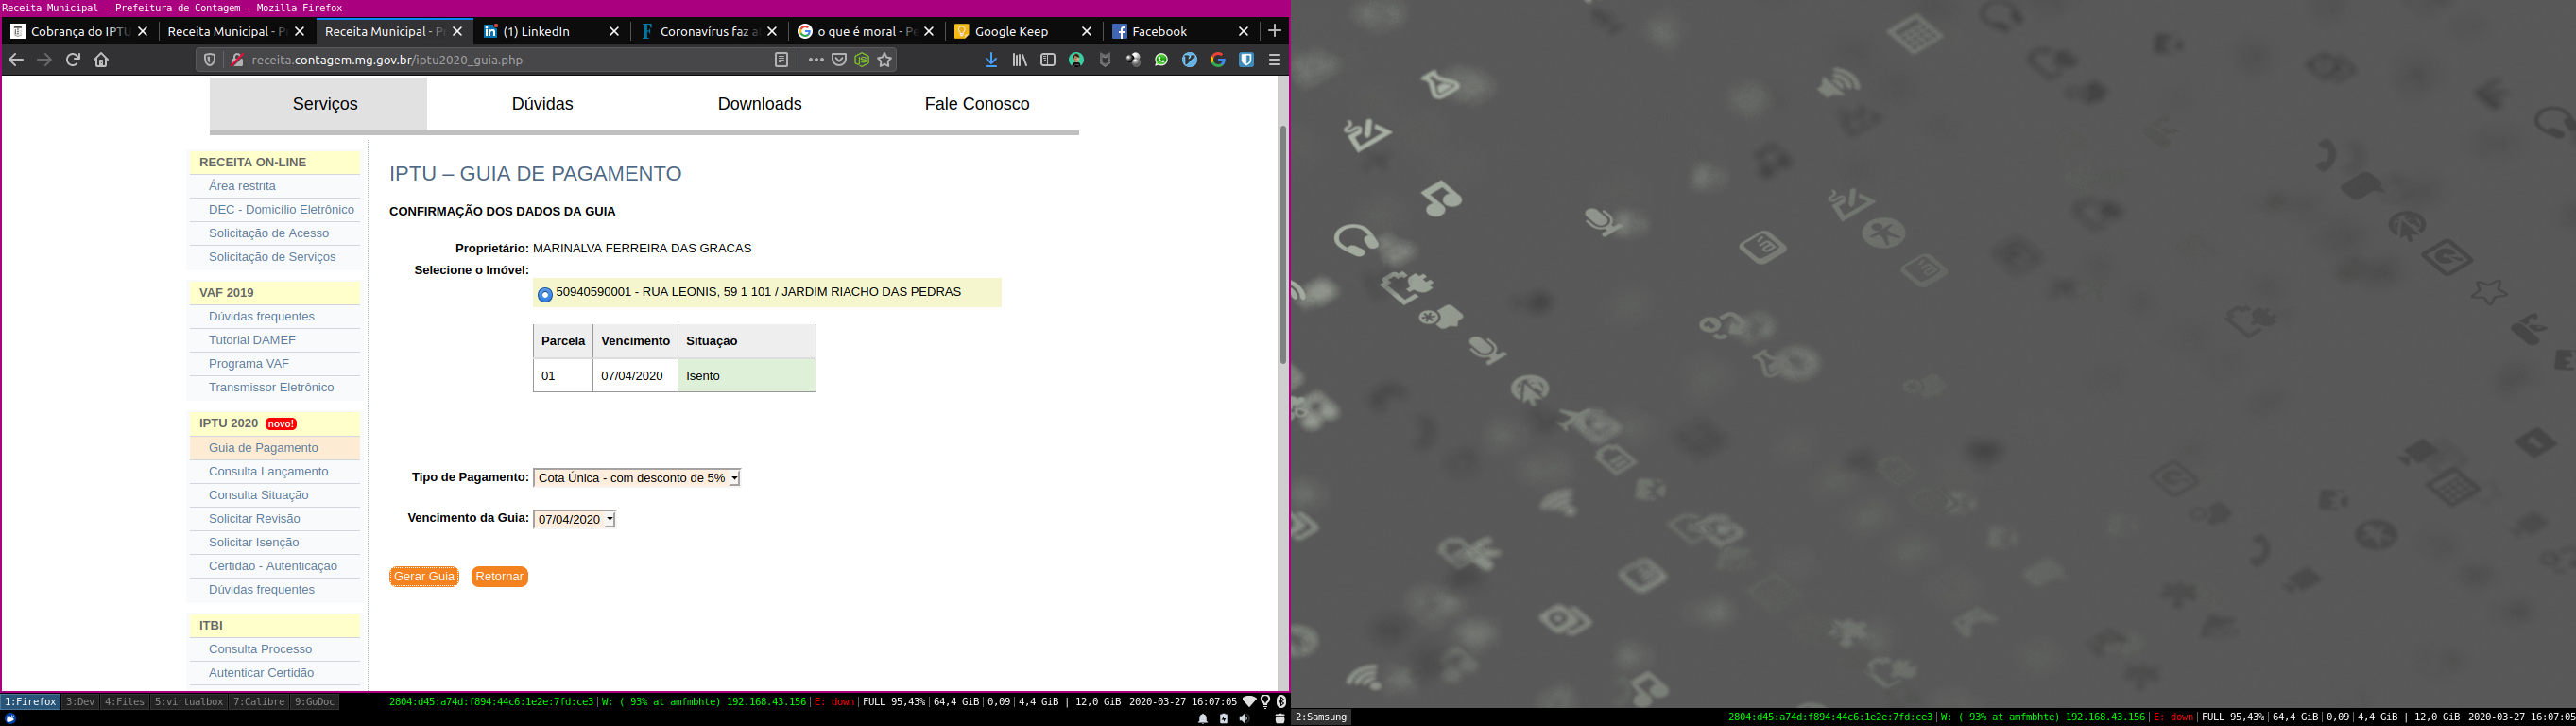 Receita Municipal - Prefeitura de Contagem - Mozilla Firefox
Cobrança do IPTU Receita Municipal - P Receita Municipal - P (1) LinkedIn Coronavírus faz a o que é moral - Pe Google Keep Facebook
receita.contagem.mg.gov.br/iptu2020_guia.php
Serviços Dúvidas Downloads Fale Conosco
RECEITA ON-LINE
Área restrita
DEC - Domicílio Eletrônico
Solicitação de Acesso
Solicitação de Serviços
VAF 2019
Dúvidas frequentes
Tutorial DAMEF
Programa VAF
Transmissor Eletrônico
IPTU 2020 novo!
Guia de Pagamento
Consulta Lançamento
Consulta Situação
Solicitar Revisão
Solicitar Isenção
Certidão - Autenticação
Dúvidas frequentes
ITBI
Consulta Processo
Autenticar Certidão
IPTU – GUIA DE PAGAMENTO
CONFIRMAÇÃO DOS DADOS DA GUIA
Proprietário: MARINALVA FERREIRA DAS GRACAS
Selecione o Imóvel:
50940590001 - RUA LEONIS, 59 1 101 / JARDIM RIACHO DAS PEDRAS
Parcela Vencimento Situação
01 07/04/2020 Isento
Tipo de Pagamento: Cota Única - com desconto de 5%
Vencimento da Guia: 07/04/2020
Gerar Guia Retornar
1:Firefox 3:Dev 4:Files 5:virtualbox 7:Calibre 9:GoDoc 2804:d45:a74d:f894:44c6:1e2e:7fd:ce3|W: ( 93% at amfmbhte) 192.168.43.156|E: down|FULL 95,43%|64,4 GiB|0,09|4,4 GiB | 12,0 GiB|2020-03-27 16:07:05
2:Samsung 2804:d45:a74d:f894:44c6:1e2e:7fd:ce3|W: ( 93% at amfmbhte) 192.168.43.156|E: down|FULL 95,43%|64,4 GiB|0,09|4,4 GiB | 12,0 GiB|2020-03-27 16:07:05